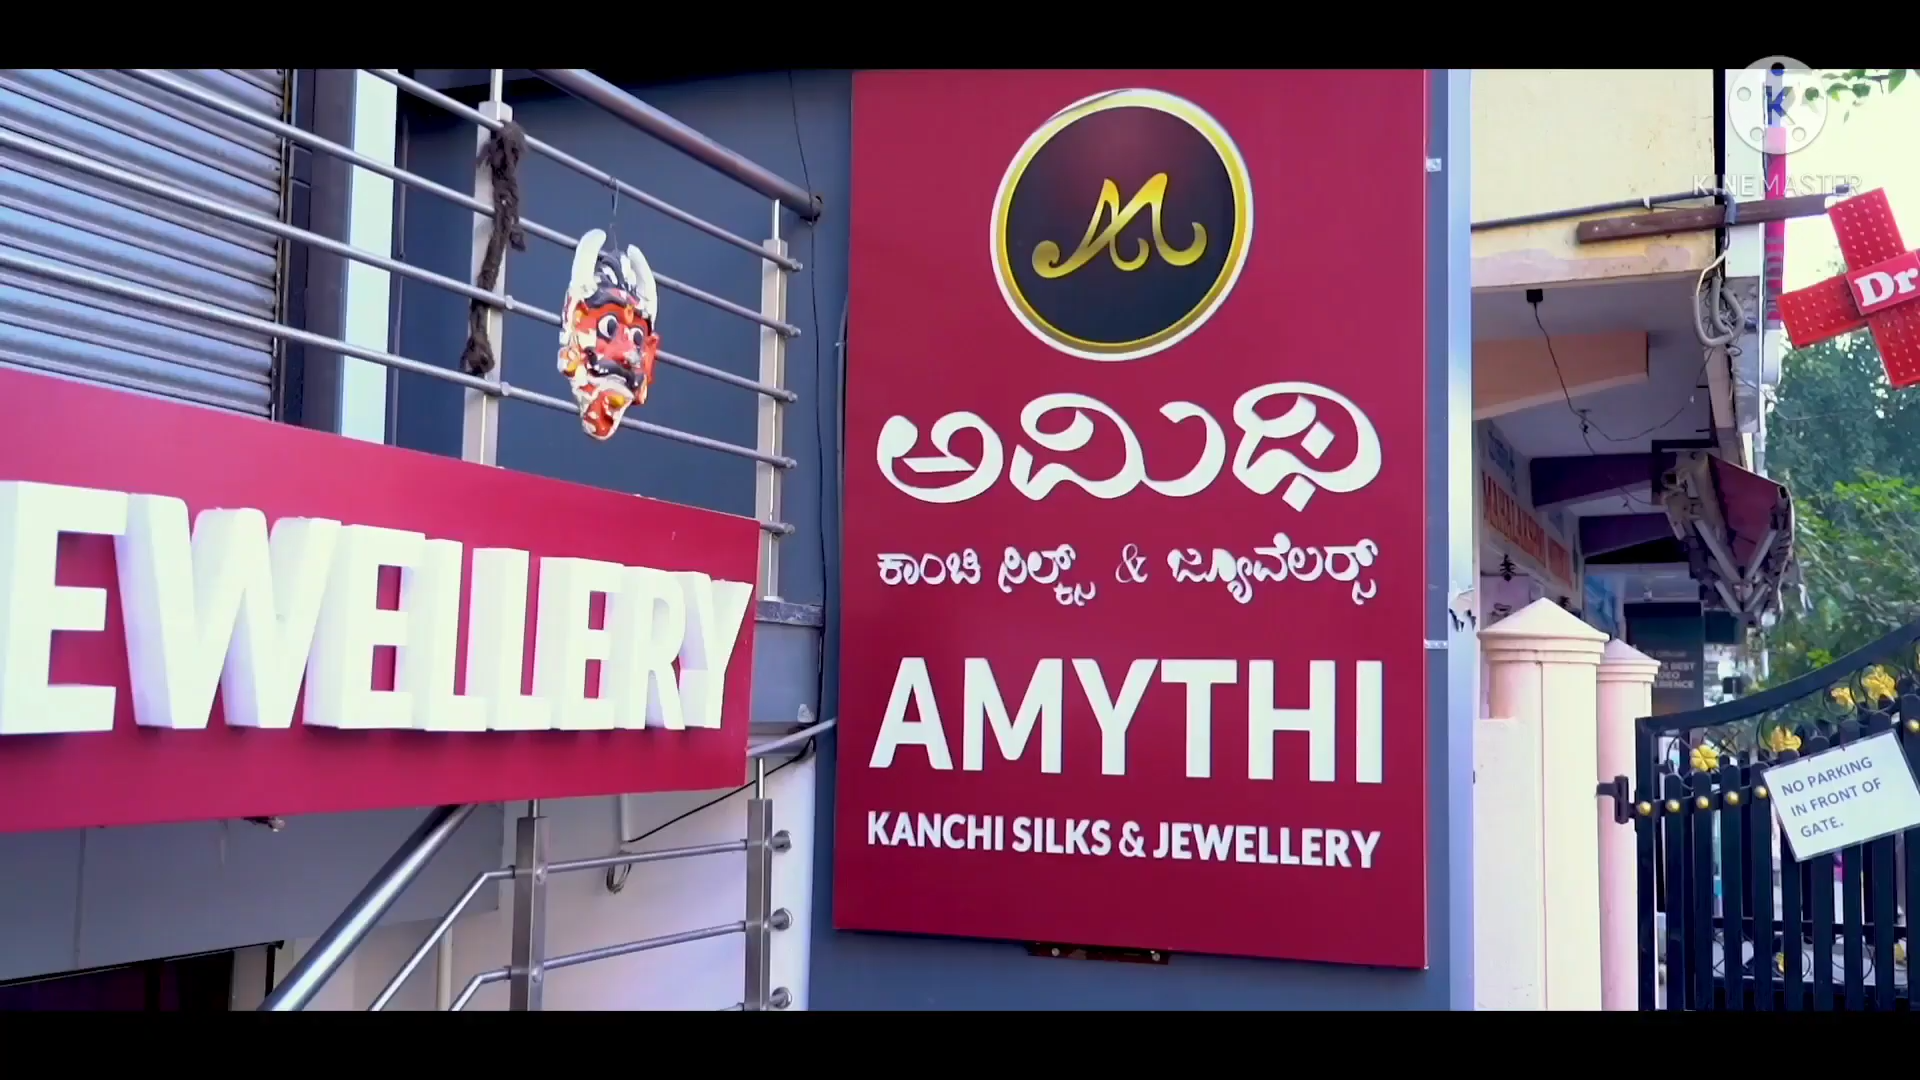 EWELLERY
ಅಮಿಥಿ
ಕಾಂಚಿ ಸಿಲ್ಕ್ಸ್ & ಜ್ಯೂವೆಲರ್ಸ್
AMYTHI
KANCHI SILKS & JEWELLERY
KINEMASTER
Dr
NO PARKING
IN FRONT OF
GATE.